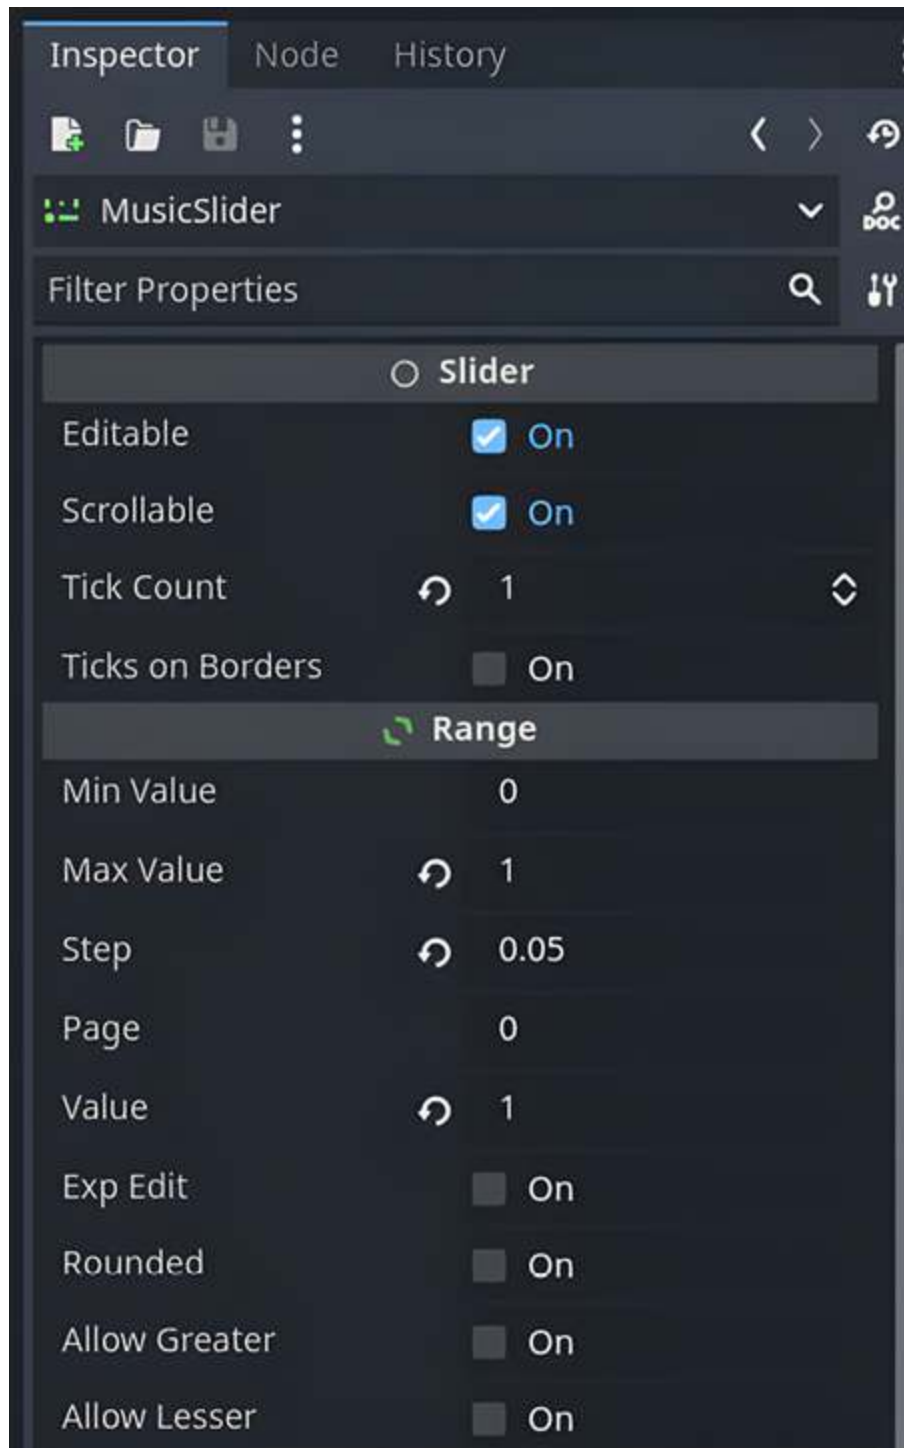 Inspector Node History
MusicSlider
DOC
Filter Properties
Slider
Editable On
Scrollable On
Tick Count 1
Ticks on Borders On
Range
Min Value 0
Max Value 1
Step 0.05
Page 0
Value 1
Exp Edit On
Rounded On
Allow Greater On
Allow Lesser On